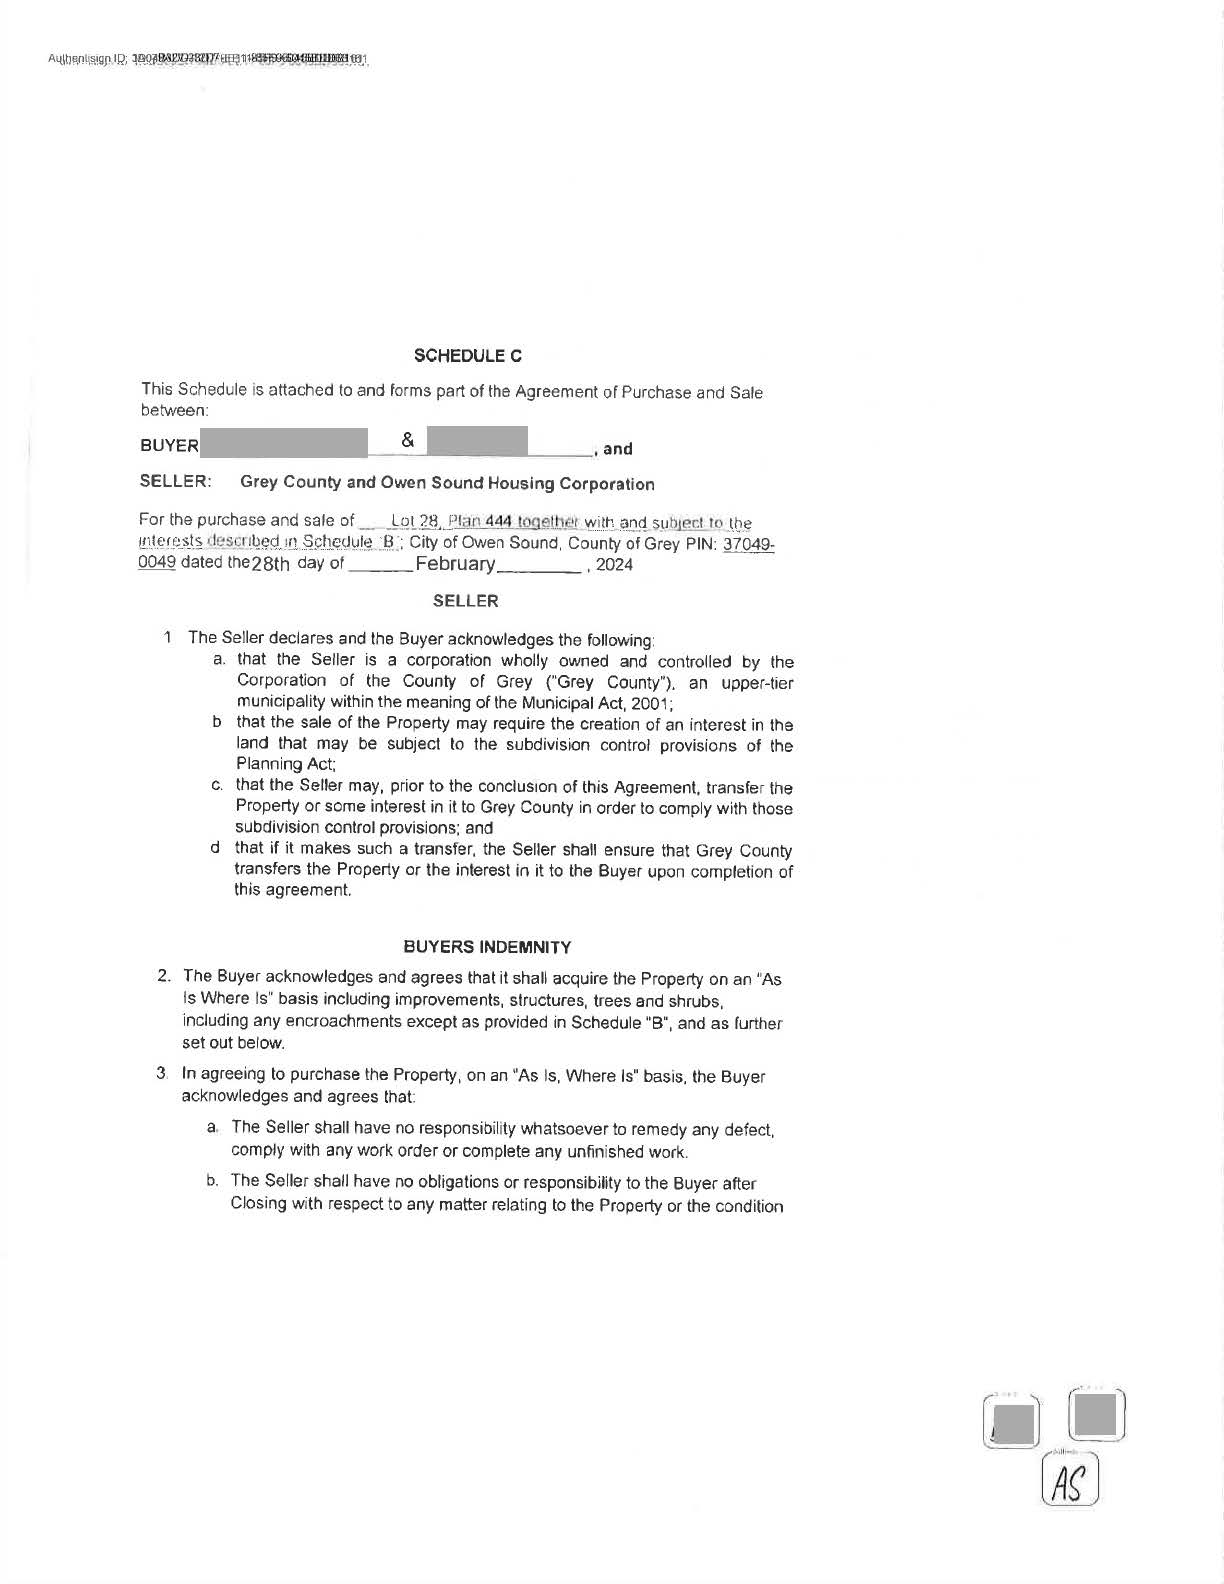 Authentisign ID:
SCHEDULE C
This Schedule is attached to and forms part of the Agreement of Purchase and Sale
between:
BUYER & , and
SELLER: Grey County and Owen Sound Housing Corporation
For the purchase and sale of ___ Lot 28, Plan 444 together with and subject to the
interests described in Schedule "B"; City of Owen Sound, County of Grey PIN: 37049-
0049 dated the 28th day of ______February________ , 2024
SELLER
1 The Seller declares and the Buyer acknowledges the following:
a. that the Seller is a corporation wholly owned and controlled by the
Corporation of the County of Grey ("Grey County"), an upper-tier
municipality within the meaning of the Municipal Act, 2001;
b that the sale of the Property may require the creation of an interest in the
land that may be subject to the subdivision control provisions of the
Planning Act;
c. that the Seller may, prior to the conclusion of this Agreement, transfer the
Property or some interest in it to Grey County in order to comply with those
subdivision control provisions; and
d that if it makes such a transfer, the Seller shall ensure that Grey County
transfers the Property or the interest in it to the Buyer upon completion of
this agreement.
BUYERS INDEMNITY
2. The Buyer acknowledges and agrees that it shall acquire the Property on an "As
Is Where Is" basis including improvements, structures, trees and shrubs,
including any encroachments except as provided in Schedule "B", and as further
set out below.
3. In agreeing to purchase the Property, on an "As Is, Where Is" basis, the Buyer
acknowledges and agrees that:
a. The Seller shall have no responsibility whatsoever to remedy any defect,
comply with any work order or complete any unfinished work.
b. The Seller shall have no obligations or responsibility to the Buyer after
Closing with respect to any matter relating to the Property or the condition
AS